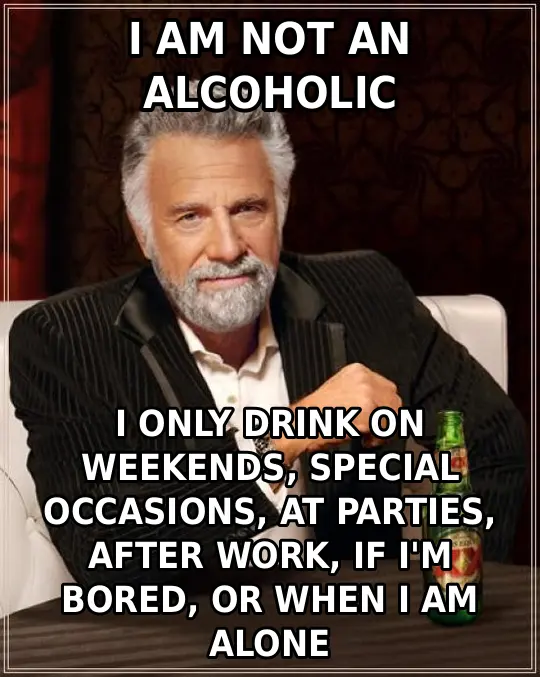 I AM NOT AN
ALCOHOLIC
I ONLY DRINK ON
WEEKENDS, SPECIAL
OCCASIONS, AT PARTIES,
AFTER WORK, IF I'M
BORED, OR WHEN I AM
ALONE